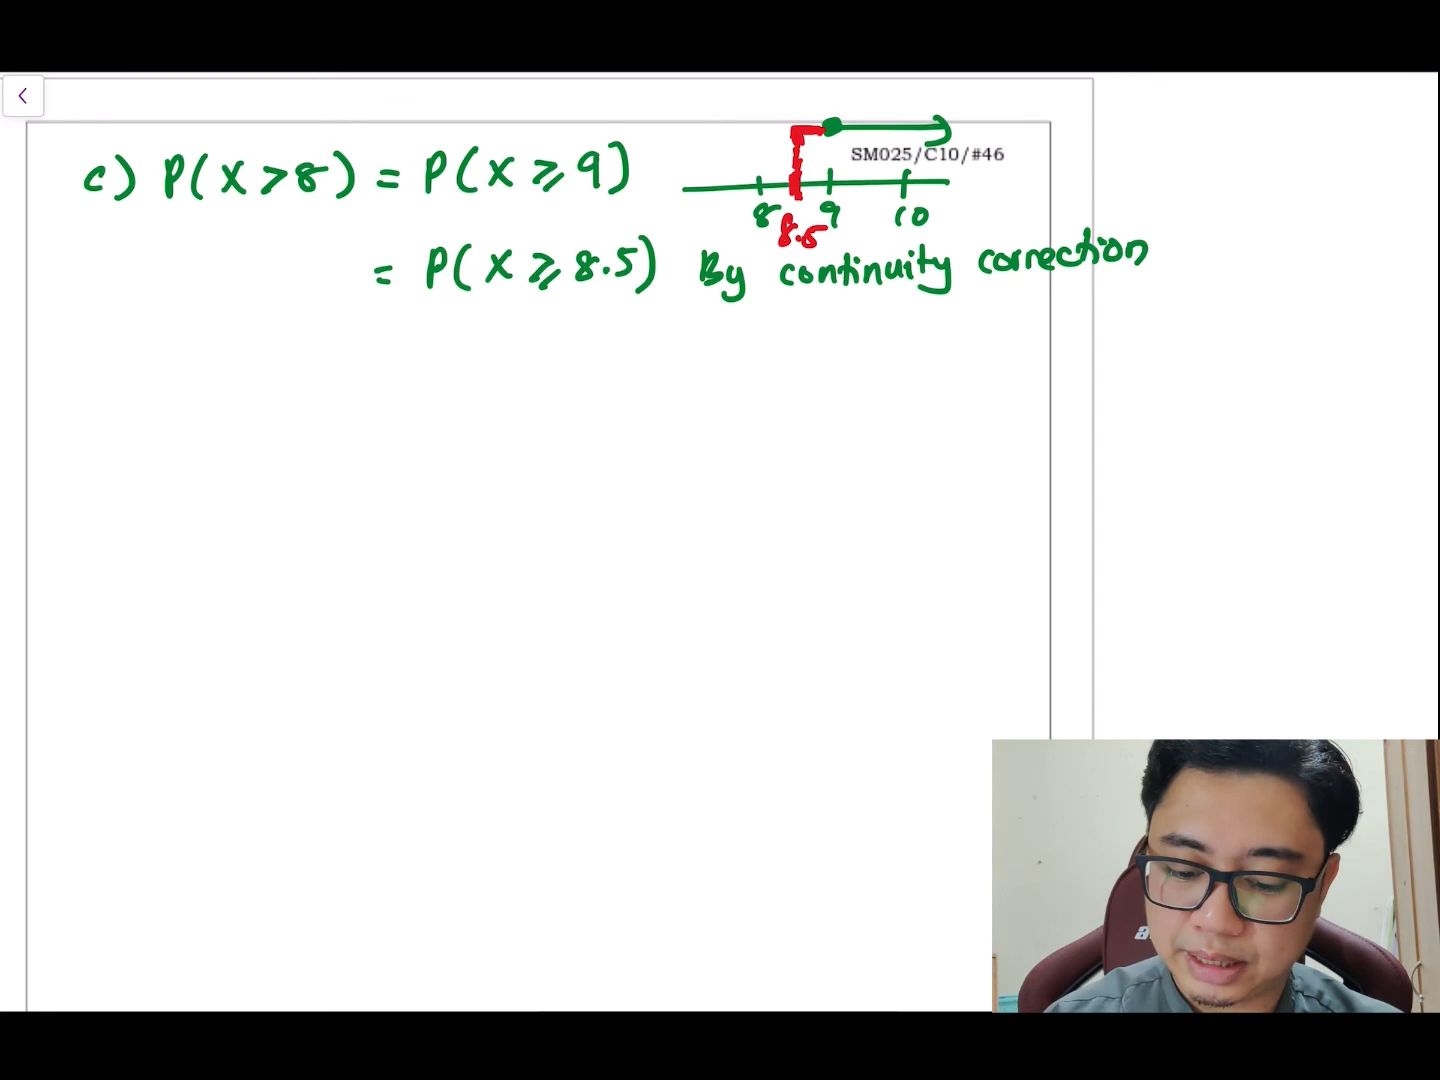 c) P(X > 8) = P(X ⩾ 9)
SM025/C10/#46
8 9 10
8.5
= P(X ⩾ 8.5) By continuity correction